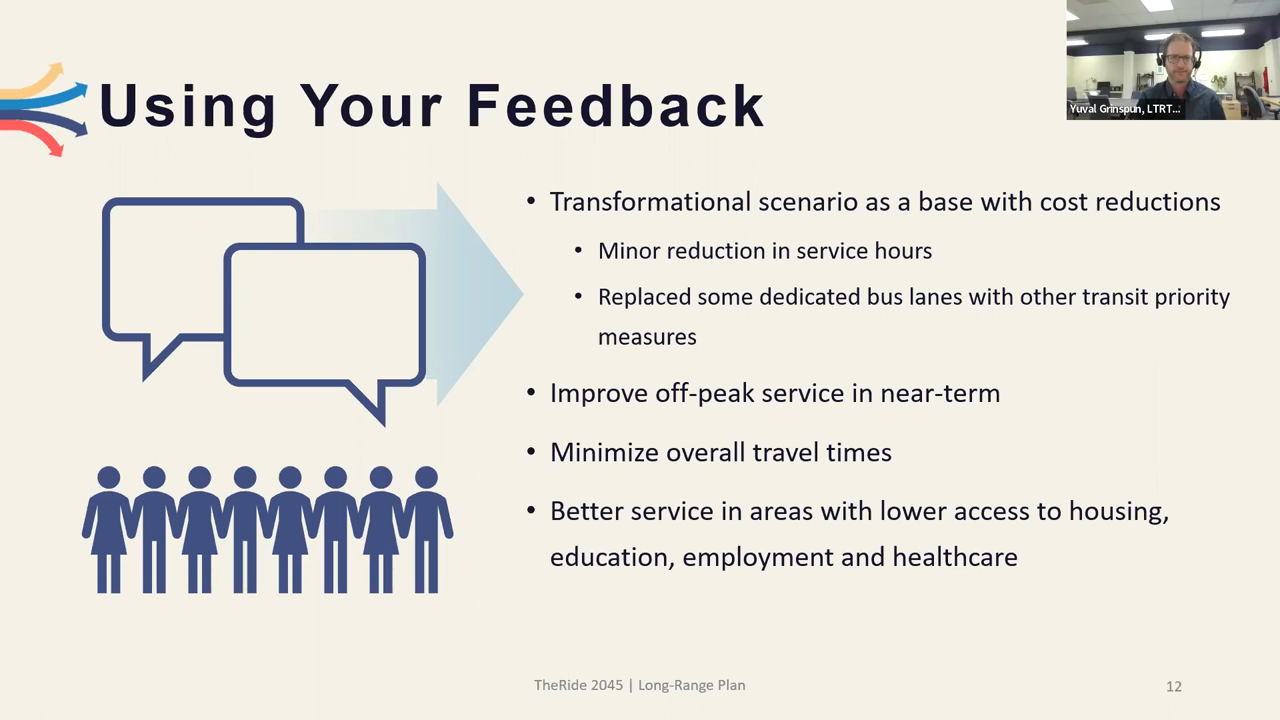 Yuval Grinspun, LTRT...
Using Your Feedback
• Transformational scenario as a base with cost reductions
• Minor reduction in service hours
• Replaced some dedicated bus lanes with other transit priority
measures
• Improve off-peak service in near-term
• Minimize overall travel times
• Better service in areas with lower access to housing,
education, employment and healthcare
TheRide 2045 | Long-Range Plan
12